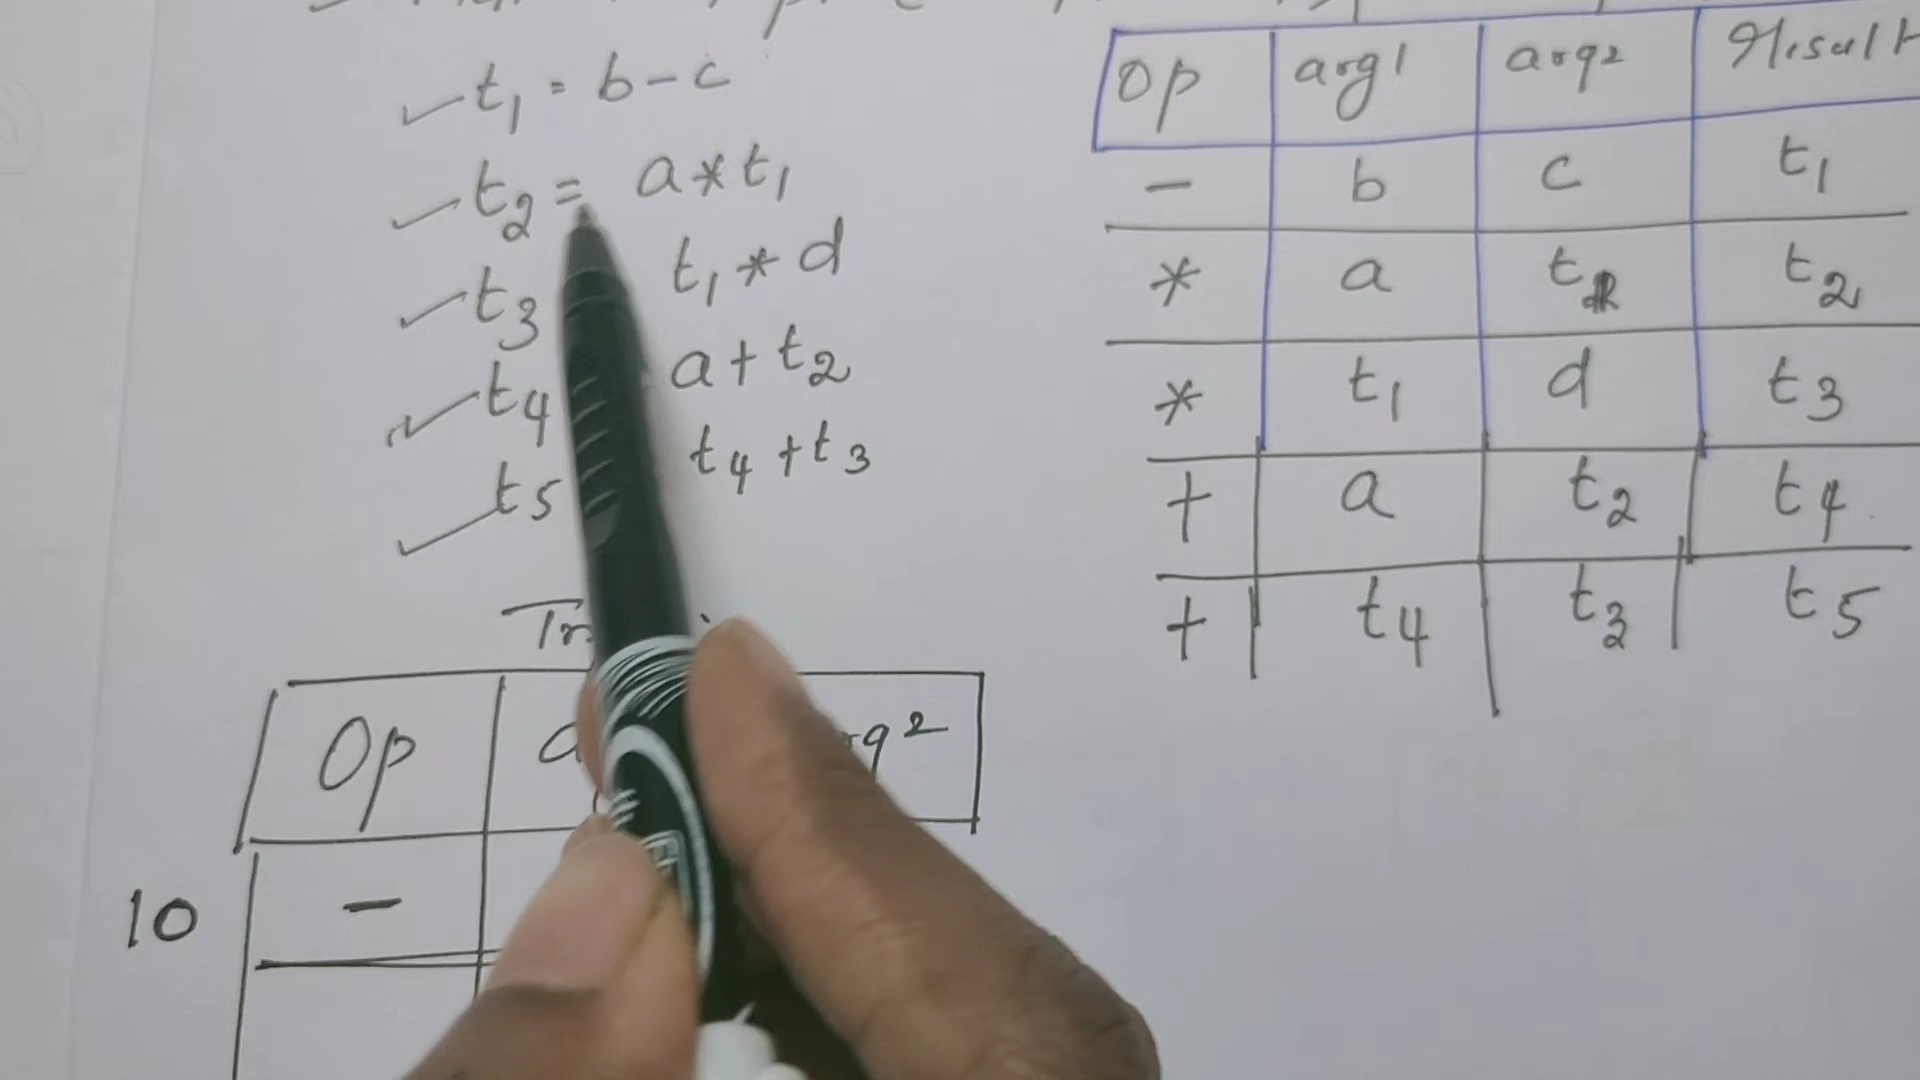 t1 = b - c
t2 = a * t1
t3 t1 * d
t4 a + t2
t5 t4 + t3
Op arg1 arg2 Result
- b c t1
* a t2
* t1 d t3
+ a t2 t4
+ t4 t3 t5
Op
10 -